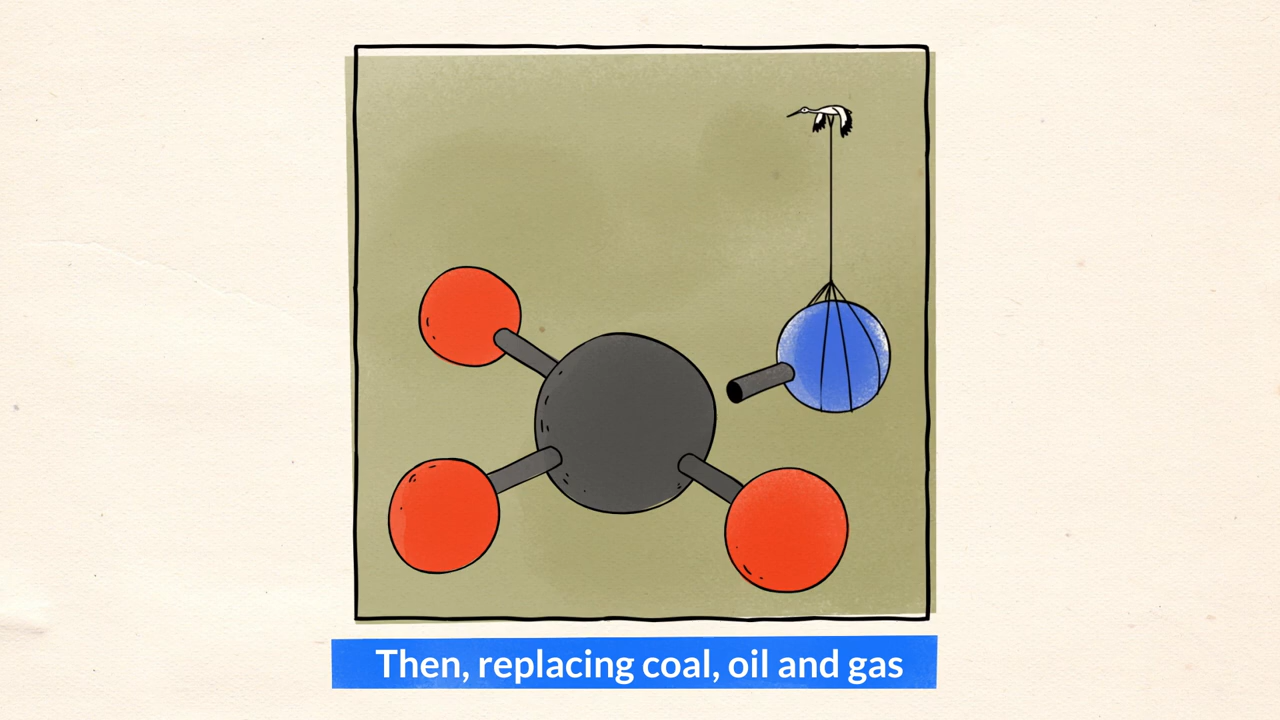 Then, replacing coal, oil and gas